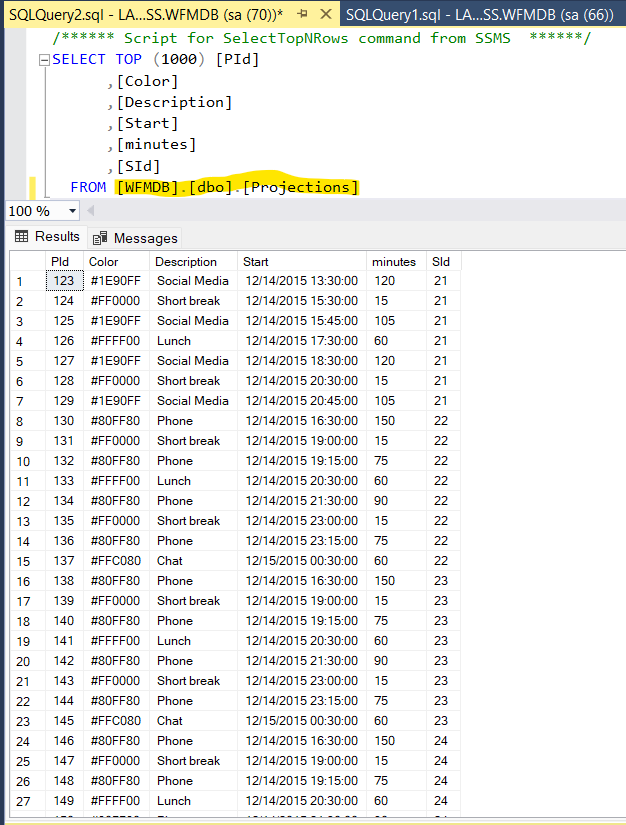 SQLQuery2.sql - LA...SS.WFMDB (sa (70))* SQLQuery1.sql - LA...SS.WFMDB (sa (66))
/****** Script for SelectTopNRows command from SSMS ******/
SELECT TOP (1000) [PId]
,[Color]
,[Description]
,[Start]
,[minutes]
,[SId]
FROM [WFMDB].[dbo].[Projections]
100 %
Results Messages
PId Color Description Start minutes SId
1 123 #1E90FF Social Media 12/14/2015 13:30:00 120 21
2 124 #FF0000 Short break 12/14/2015 15:30:00 15 21
3 125 #1E90FF Social Media 12/14/2015 15:45:00 105 21
4 126 #FFFF00 Lunch 12/14/2015 17:30:00 60 21
5 127 #1E90FF Social Media 12/14/2015 18:30:00 120 21
6 128 #FF0000 Short break 12/14/2015 20:30:00 15 21
7 129 #1E90FF Social Media 12/14/2015 20:45:00 105 21
8 130 #80FF80 Phone 12/14/2015 16:30:00 150 22
9 131 #FF0000 Short break 12/14/2015 19:00:00 15 22
10 132 #80FF80 Phone 12/14/2015 19:15:00 75 22
11 133 #FFFF00 Lunch 12/14/2015 20:30:00 60 22
12 134 #80FF80 Phone 12/14/2015 21:30:00 90 22
13 135 #FF0000 Short break 12/14/2015 23:00:00 15 22
14 136 #80FF80 Phone 12/14/2015 23:15:00 75 22
15 137 #FFC080 Chat 12/15/2015 00:30:00 60 22
16 138 #80FF80 Phone 12/14/2015 16:30:00 150 23
17 139 #FF0000 Short break 12/14/2015 19:00:00 15 23
18 140 #80FF80 Phone 12/14/2015 19:15:00 75 23
19 141 #FFFF00 Lunch 12/14/2015 20:30:00 60 23
20 142 #80FF80 Phone 12/14/2015 21:30:00 90 23
21 143 #FF0000 Short break 12/14/2015 23:00:00 15 23
22 144 #80FF80 Phone 12/14/2015 23:15:00 75 23
23 145 #FFC080 Chat 12/15/2015 00:30:00 60 23
24 146 #80FF80 Phone 12/14/2015 16:30:00 150 24
25 147 #FF0000 Short break 12/14/2015 19:00:00 15 24
26 148 #80FF80 Phone 12/14/2015 19:15:00 75 24
27 149 #FFFF00 Lunch 12/14/2015 20:30:00 60 24